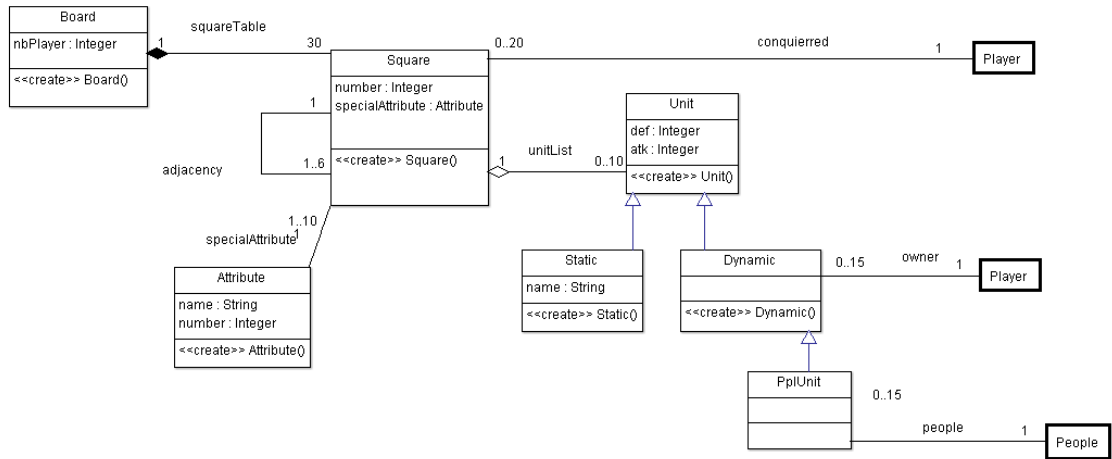 Board
nbPlayer : Integer
<<create>> Board()
1
squareTable
30
Square
number : Integer
specialAttribute : Attribute
<<create>> Square()
0..20
conquierred
1
Player
1
adjacency
1..6
1
unitList
0..10
Unit
def : Integer
atk : Integer
<<create>> Unit()
1..10
specialAttribute
1
Attribute
name : String
number : Integer
<<create>> Attribute()
Static
name : String
<<create>> Static()
Dynamic
<<create>> Dynamic()
0..15
owner
1
Player
PplUnit
0..15
people
1
People